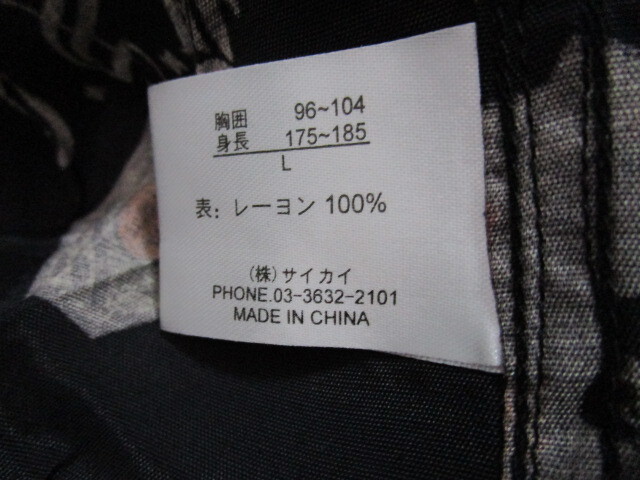 胸囲 96~104
身長 175~185
L
表: レーヨン 100%
(株) サイカイ
PHONE.03-3632-2101
MADE IN CHINA